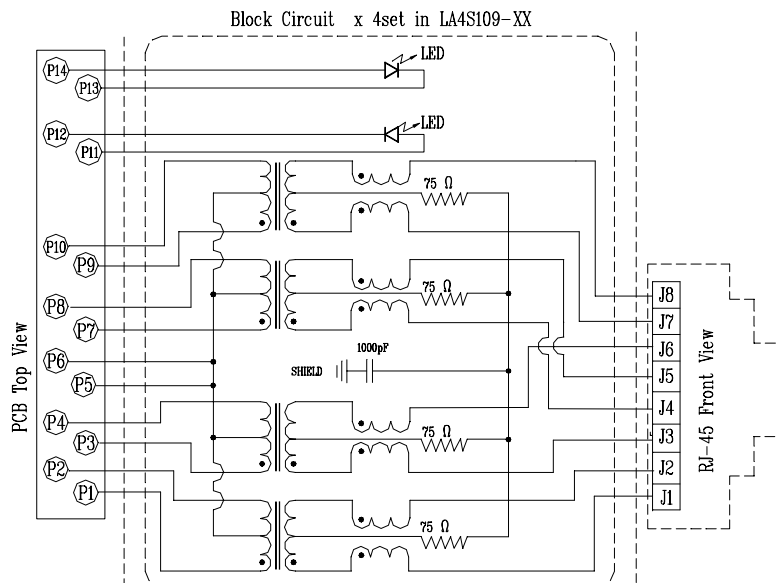 Block Circuit x 4set in LA4S109-XX
P14
LED
P13
P12
LED
P11
75 Ω
P10
P9
P8
75 Ω
J8
P7
J7
1000pF
J6
P6
SHIELD
J5
P5
P4
J4
75 Ω
P3
J3
P2
J2
P1
J1
75 Ω
PCB Top View
RJ-45 Front View